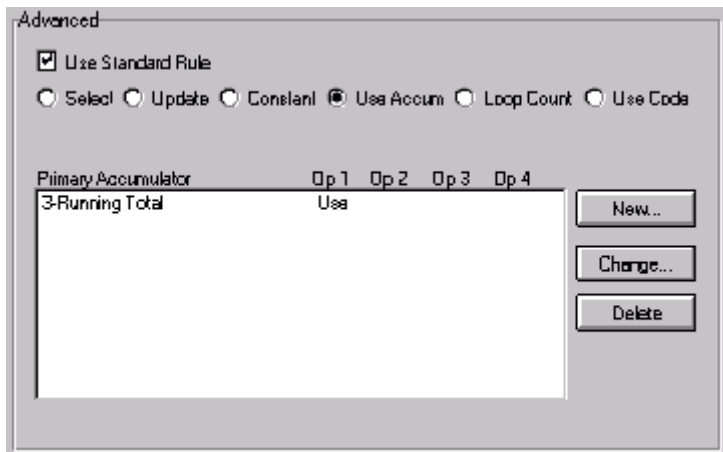 Advanced
Use Standard Rule
Select Update Constant Use Accum Loop Count Use Code
Primary Accumulator Op 1 Op 2 Op 3 Op 4
3-Running Total Use
New...
Change...
Delete